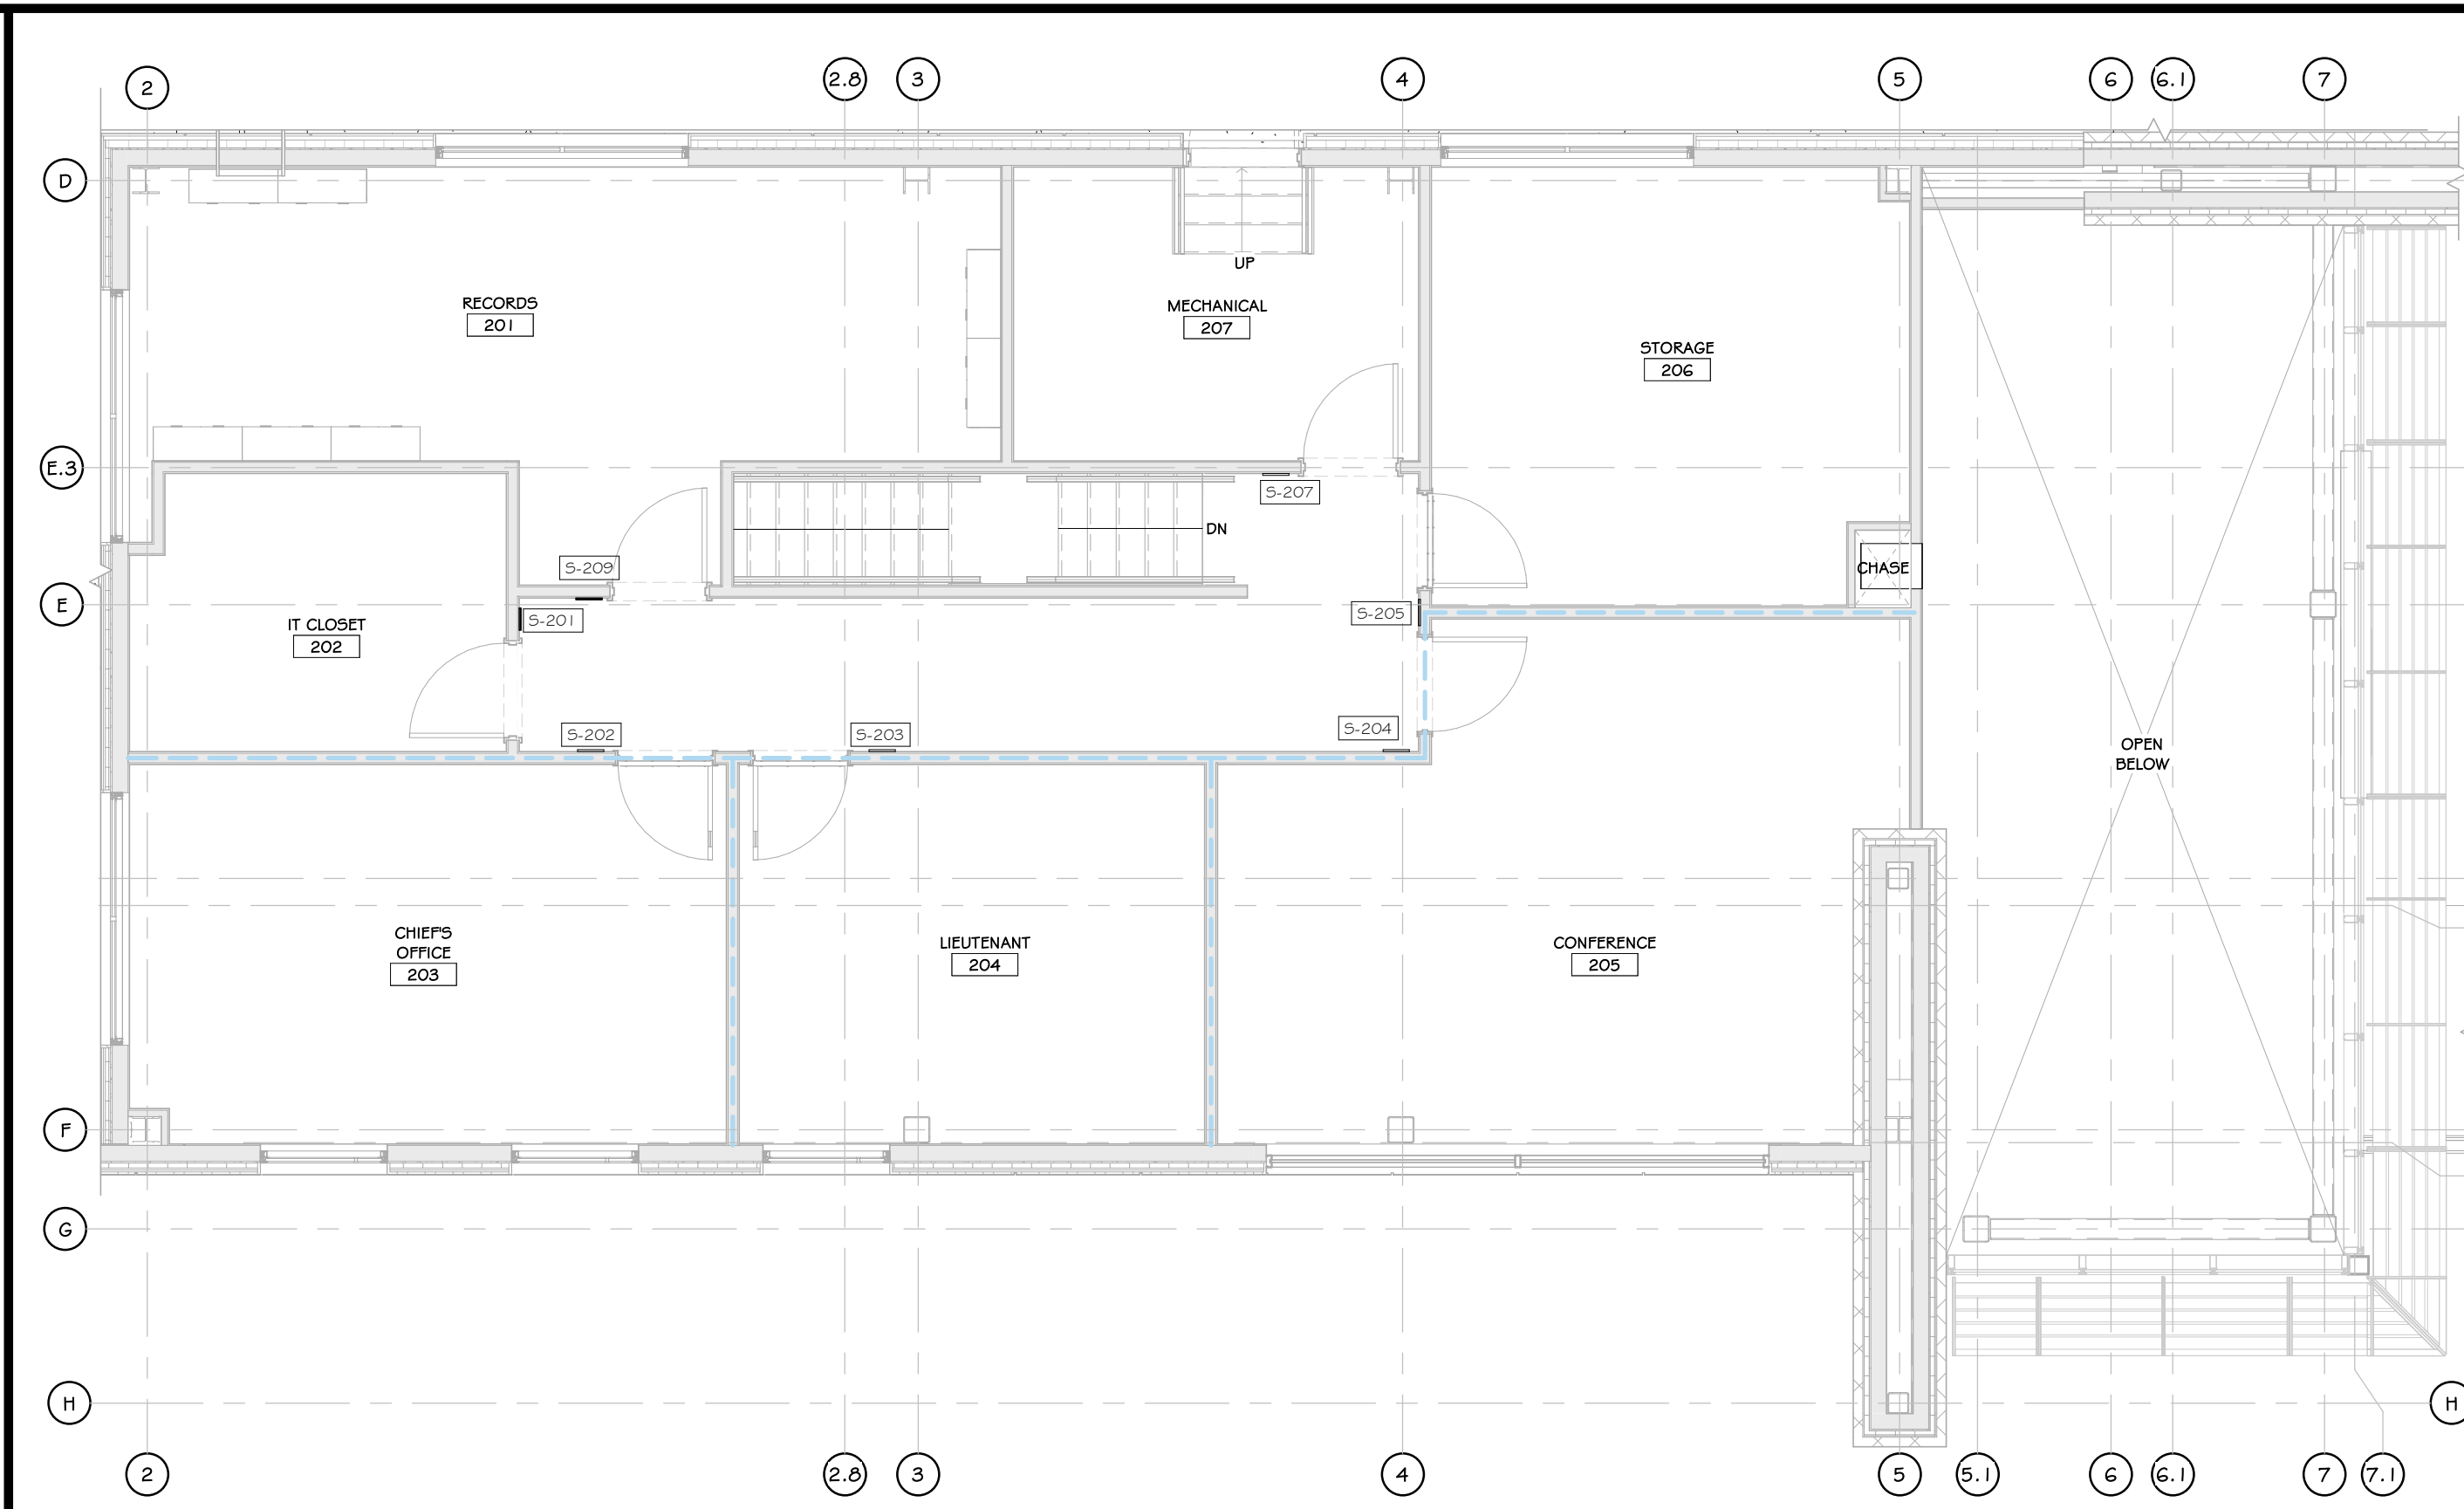 2 2.8 3 4 5 6 6.1 7
D
UP
RECORDS
201
MECHANICAL
207
STORAGE
206
E.3
S-207
DN
S-209
CHASE
E
S-201
S-205
IT CLOSET
202
S-202
S-203
S-204
OPEN
BELOW
CHIEF'S
OFFICE
203
LIEUTENANT
204
CONFERENCE
205
F
G
H H
2 2.8 3 4 5 5.1 6 6.1 7 7.1